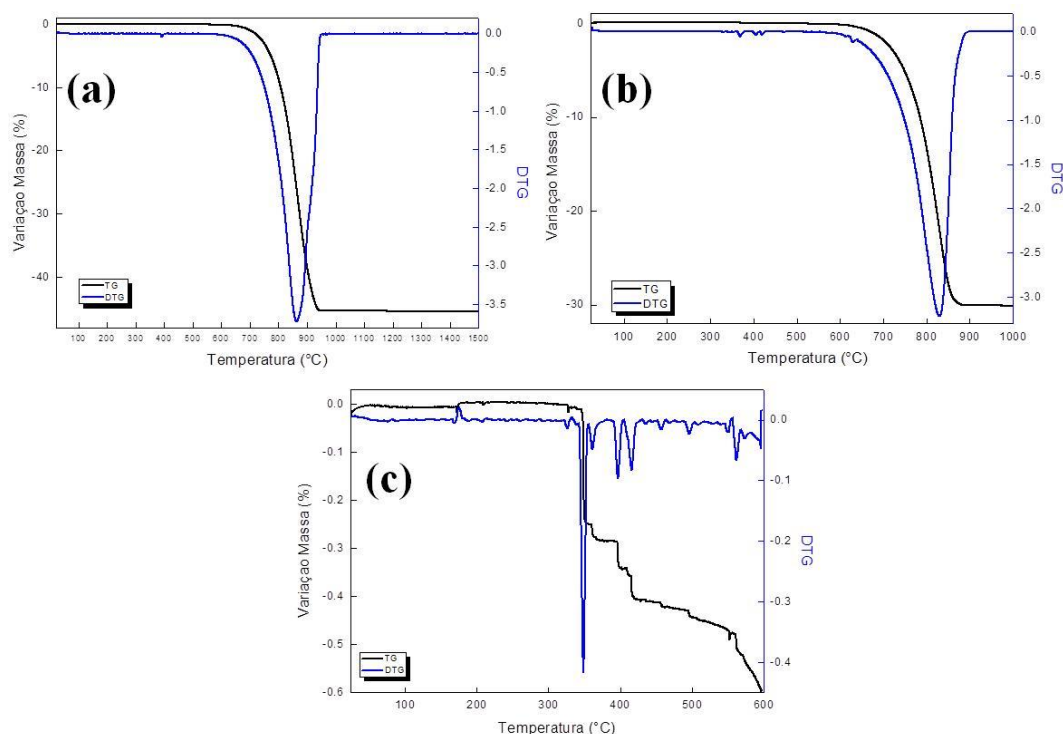 (a)
Variaçao Massa (%)
0
-10
-20
-30
-40
0.0
-0.5
-1.0
-1.5
-2.0
-2.5
-3.0
-3.5
DTG
TG
DTG
100 200 300 400 500 600 700 800 900 1000 1100 1200 1300 1400 1500
Temperatura (°C)
(b)
Variaçao Massa (%)
0
-10
-20
-30
0.0
-0.5
-1.0
-1.5
-2.0
-2.5
-3.0
DTG
TG
DTG
100 200 300 400 500 600 700 800 900 1000
Temperatura (°C)
(c)
Variaçao Massa (%)
0.0
-0.1
-0.2
-0.3
-0.4
-0.5
-0.6
0.0
-0.1
-0.2
-0.3
-0.4
DTG
TG
DTG
100 200 300 400 500 600
Temperatura (°C)